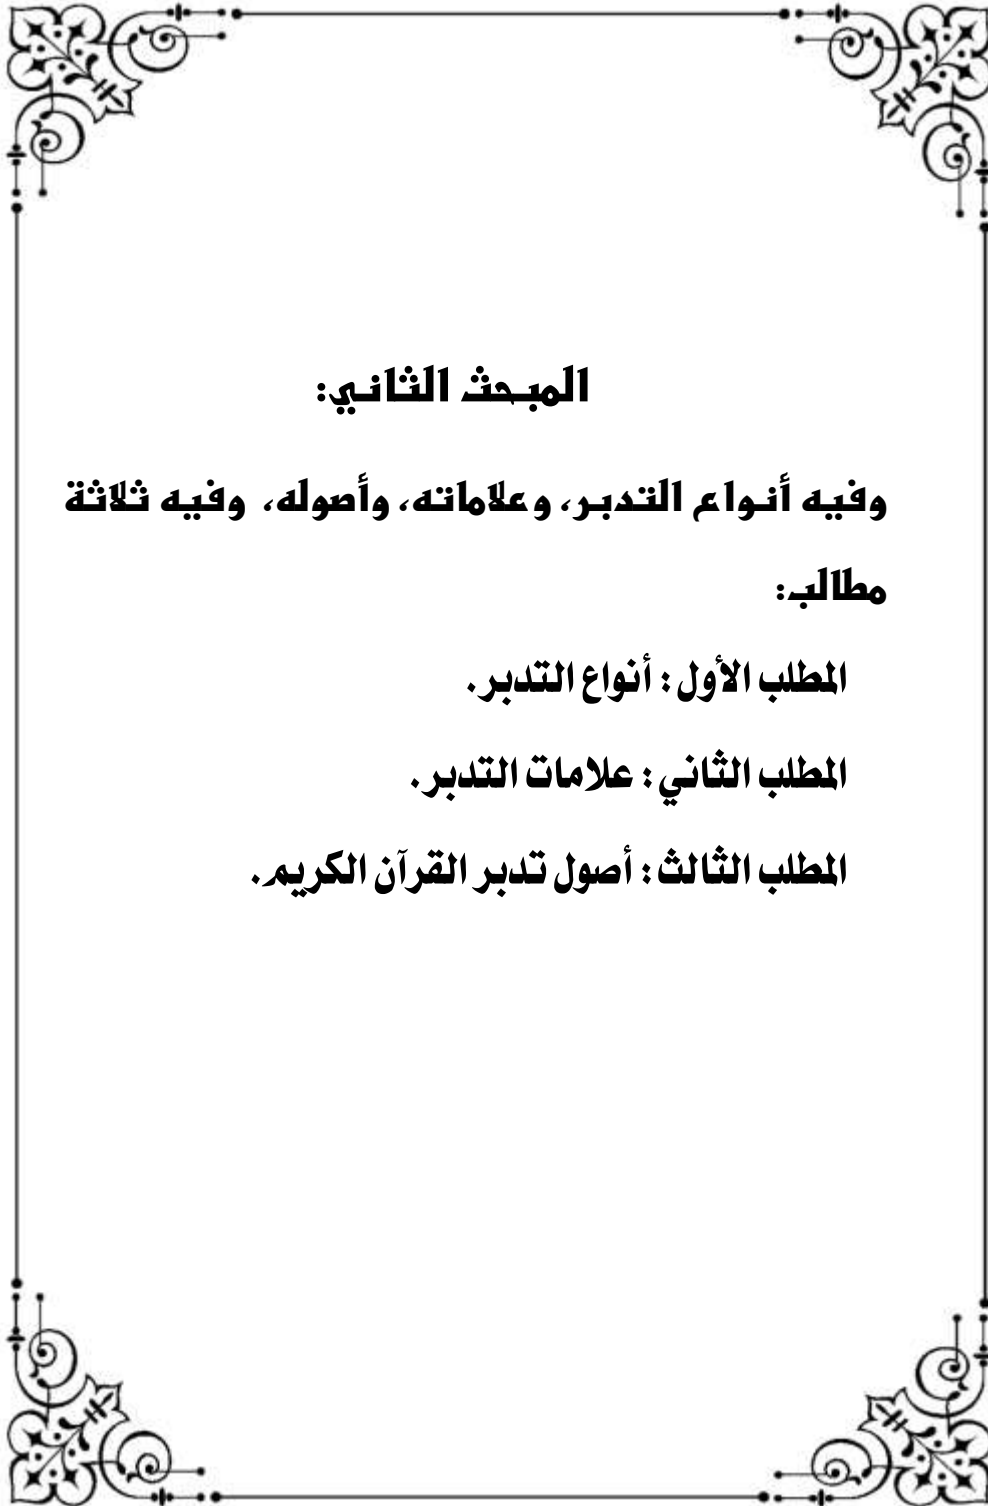 المبحث الثاني:
وفيه أنواع التدبر، وعلاماته، وأصوله، وفيه ثلاثة
مطالب:
المطلب الأول: أنواع التدبر.
المطلب الثاني: علامات التدبر.
المطلب الثالث: أصول تدبر القرآن الكريم.